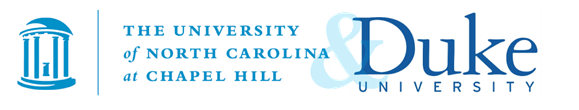 THE UNIVERSITY
of NORTH CAROLINA
at CHAPEL HILL
&
Duke
UNIVERSITY